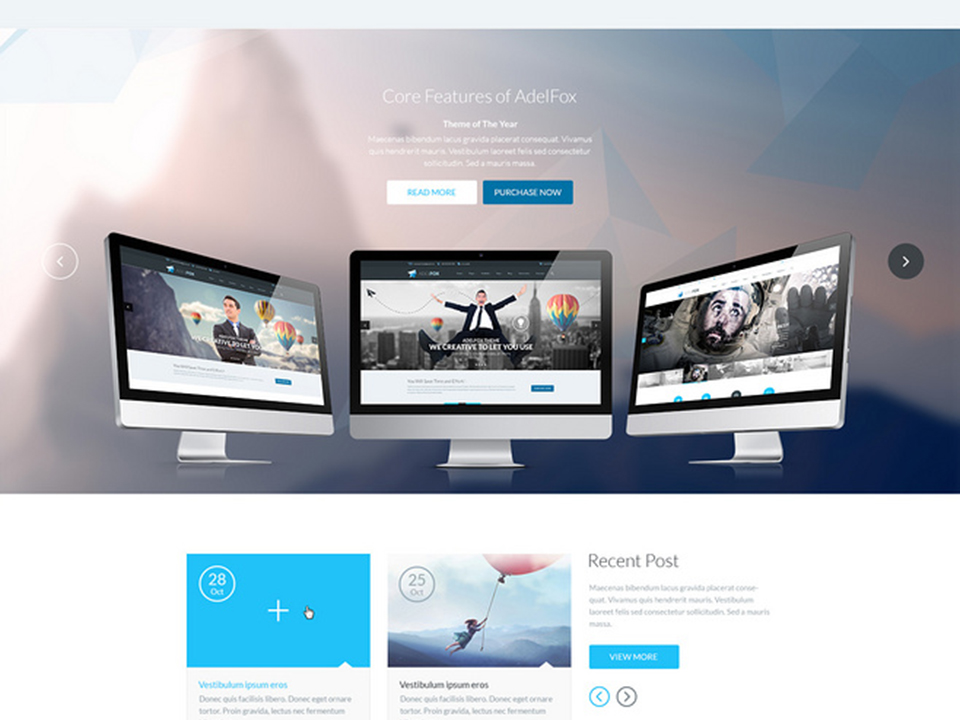 Core Features of AdelFox
Theme of The Year
Maecenas bibendum lacus gravida placerat consequat. Vivamus
quis hendrerit mauris. Vestibulum laoreet felis sed consectetur
sollicitudin. Sed a mauris massa.
READ MORE
PURCHASE NOW
ADELFOX THEME
WE CREATIVE TO LET YOU USE
28
Oct
25
Oct
Recent Post
Maecenas bibendum lacus gravida placerat conse-
quat. Vivamus quis hendrerit mauris. Vestibulum
laoreet felis sed consectetur sollicitudin. Sed a mauris
massa.
VIEW MORE
Vestibulum ipsum eros
Donec quis facilisis libero. Donec eget ornare
tortor. Proin gravida, lectus nec fermentum
Vestibulum ipsum eros
Donec quis facilisis libero. Donec eget ornare
tortor. Proin gravida, lectus nec fermentum